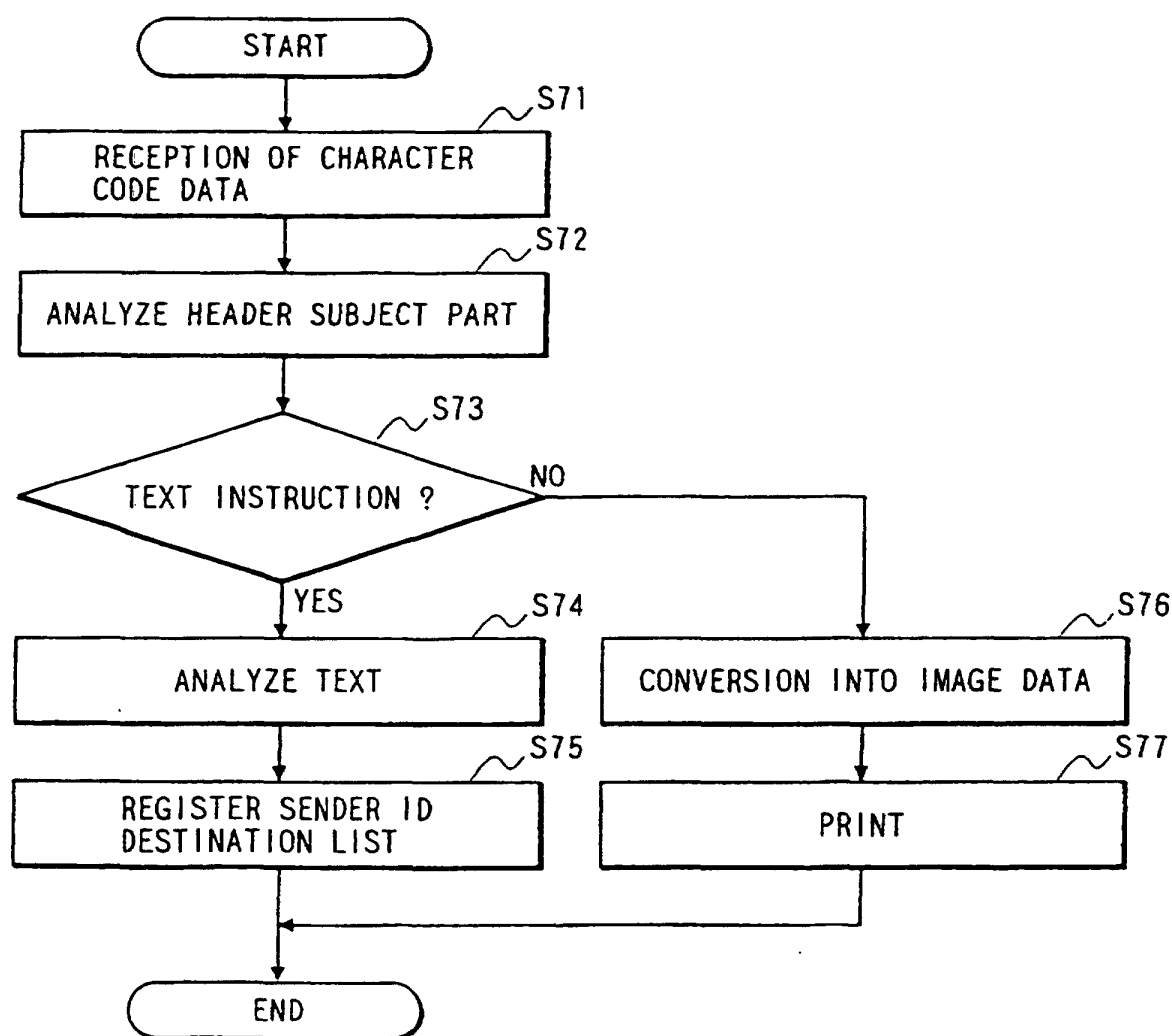 START
S71
RECEPTION OF CHARACTER
CODE DATA
S72
ANALYZE HEADER SUBJECT PART
S73
TEXT INSTRUCTION ?
NO
YES
S74
ANALYZE TEXT
S76
CONVERSION INTO IMAGE DATA
S75
REGISTER SENDER ID
DESTINATION LIST
S77
PRINT
END